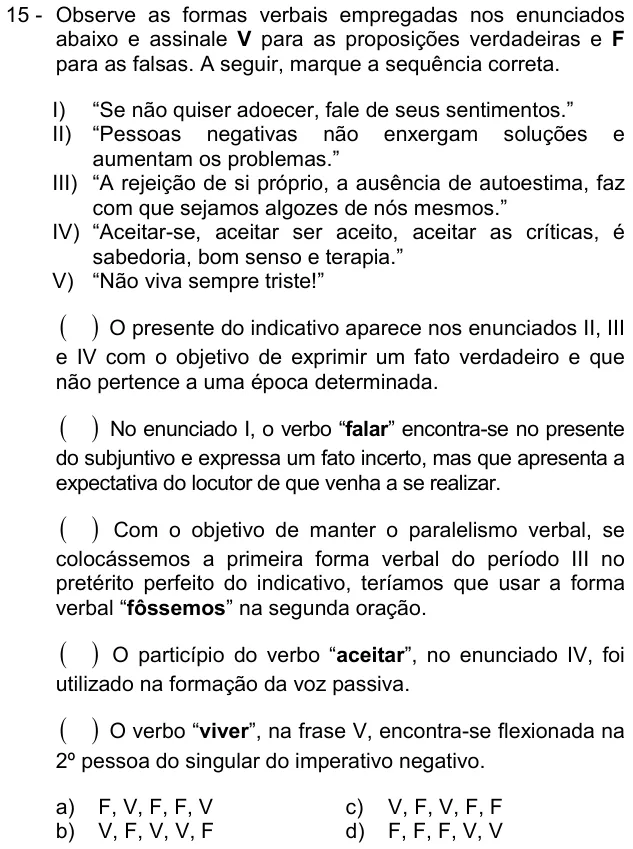 15 - Observe as formas verbais empregadas nos enunciados
abaixo e assinale V para as proposições verdadeiras e F
para as falsas. A seguir, marque a sequência correta.
I) “Se não quiser adoecer, fale de seus sentimentos.”
II) “Pessoas negativas não enxergam soluções e
aumentam os problemas.”
III) “A rejeição de si próprio, a ausência de autoestima, faz
com que sejamos algozes de nós mesmos.”
IV) “Aceitar-se, aceitar ser aceito, aceitar as críticas, é
sabedoria, bom senso e terapia.”
V) “Não viva sempre triste!”
( ) O presente do indicativo aparece nos enunciados II, III
e IV com o objetivo de exprimir um fato verdadeiro e que
não pertence a uma época determinada.
( ) No enunciado I, o verbo “falar” encontra-se no presente
do subjuntivo e expressa um fato incerto, mas que apresenta a
expectativa do locutor de que venha a se realizar.
( ) Com o objetivo de manter o paralelismo verbal, se
colocássemos a primeira forma verbal do período III no
pretérito perfeito do indicativo, teríamos que usar a forma
verbal “fôssemos” na segunda oração.
( ) O particípio do verbo “aceitar”, no enunciado IV, foi
utilizado na formação da voz passiva.
( ) O verbo “viver”, na frase V, encontra-se flexionada na
2º pessoa do singular do imperativo negativo.
a) F, V, F, F, V
c) V, F, V, F, F
b) V, F, V, V, F
d) F, F, F, V, V